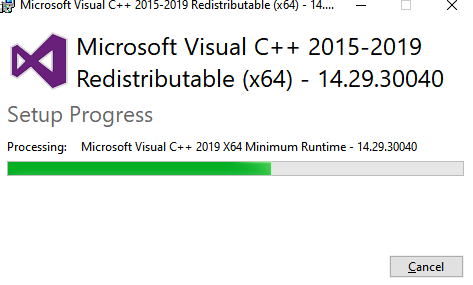 Microsoft Visual C++ 2015-2019 Redistributable (x64) - 14....
Microsoft Visual C++ 2015-2019
Redistributable (x64) - 14.29.30040
Setup Progress
Processing: Microsoft Visual C++ 2019 X64 Minimum Runtime - 14.29.30040
Cancel